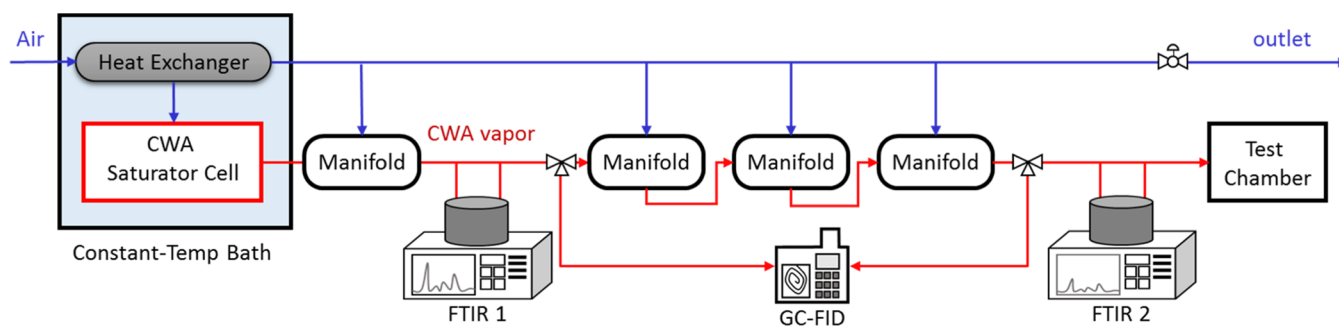 Air
Heat Exchanger
outlet
CWA
Saturator Cell
Manifold
CWA vapor
Manifold
Manifold
Manifold
Test
Chamber
Constant-Temp Bath
FTIR 1
GC-FID
FTIR 2